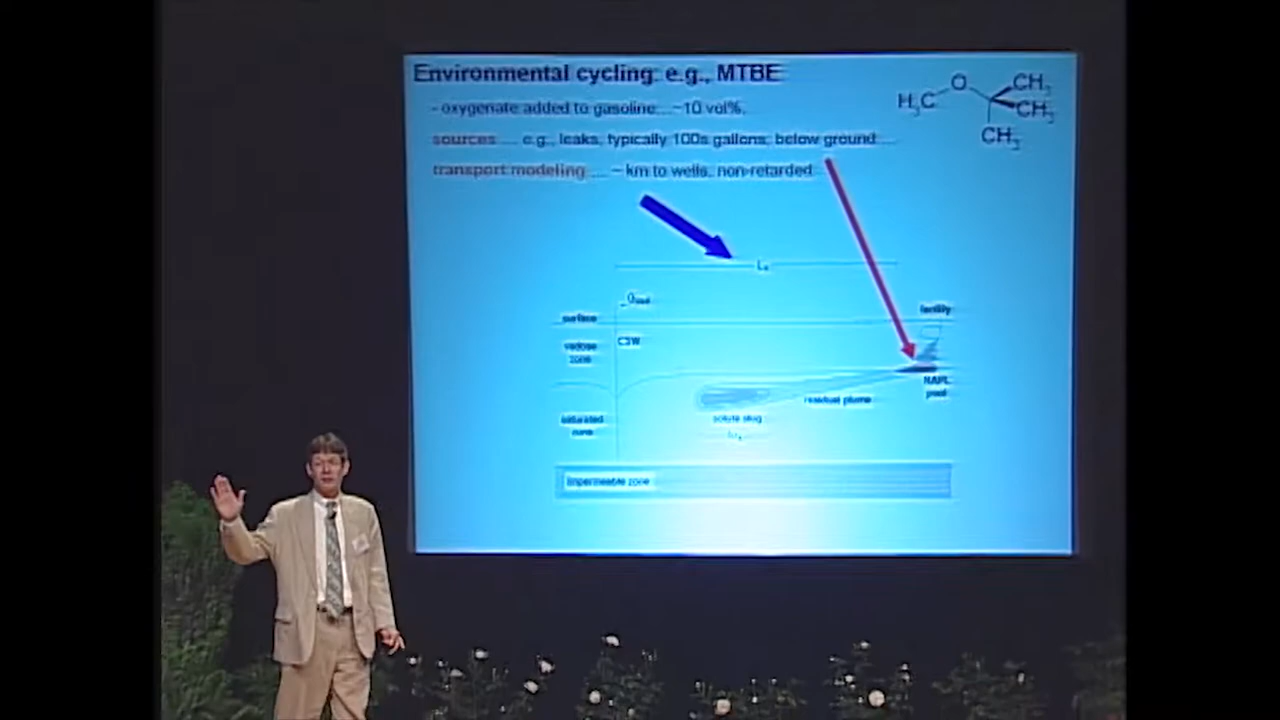 Environmental cycling: e.g., MTBE
- oxygenate added to gasoline...~10 vol%.
sources .... e.g., leaks, typically 100s gallons, below ground....
transport modeling .... ~ km to wells, non-retarded
H3C O CH3
CH3
CH3
surface
facility
vadose
zone
CSW
NAPL
pool
residual plume
saturated
zone
solute slug
Impermeable zone